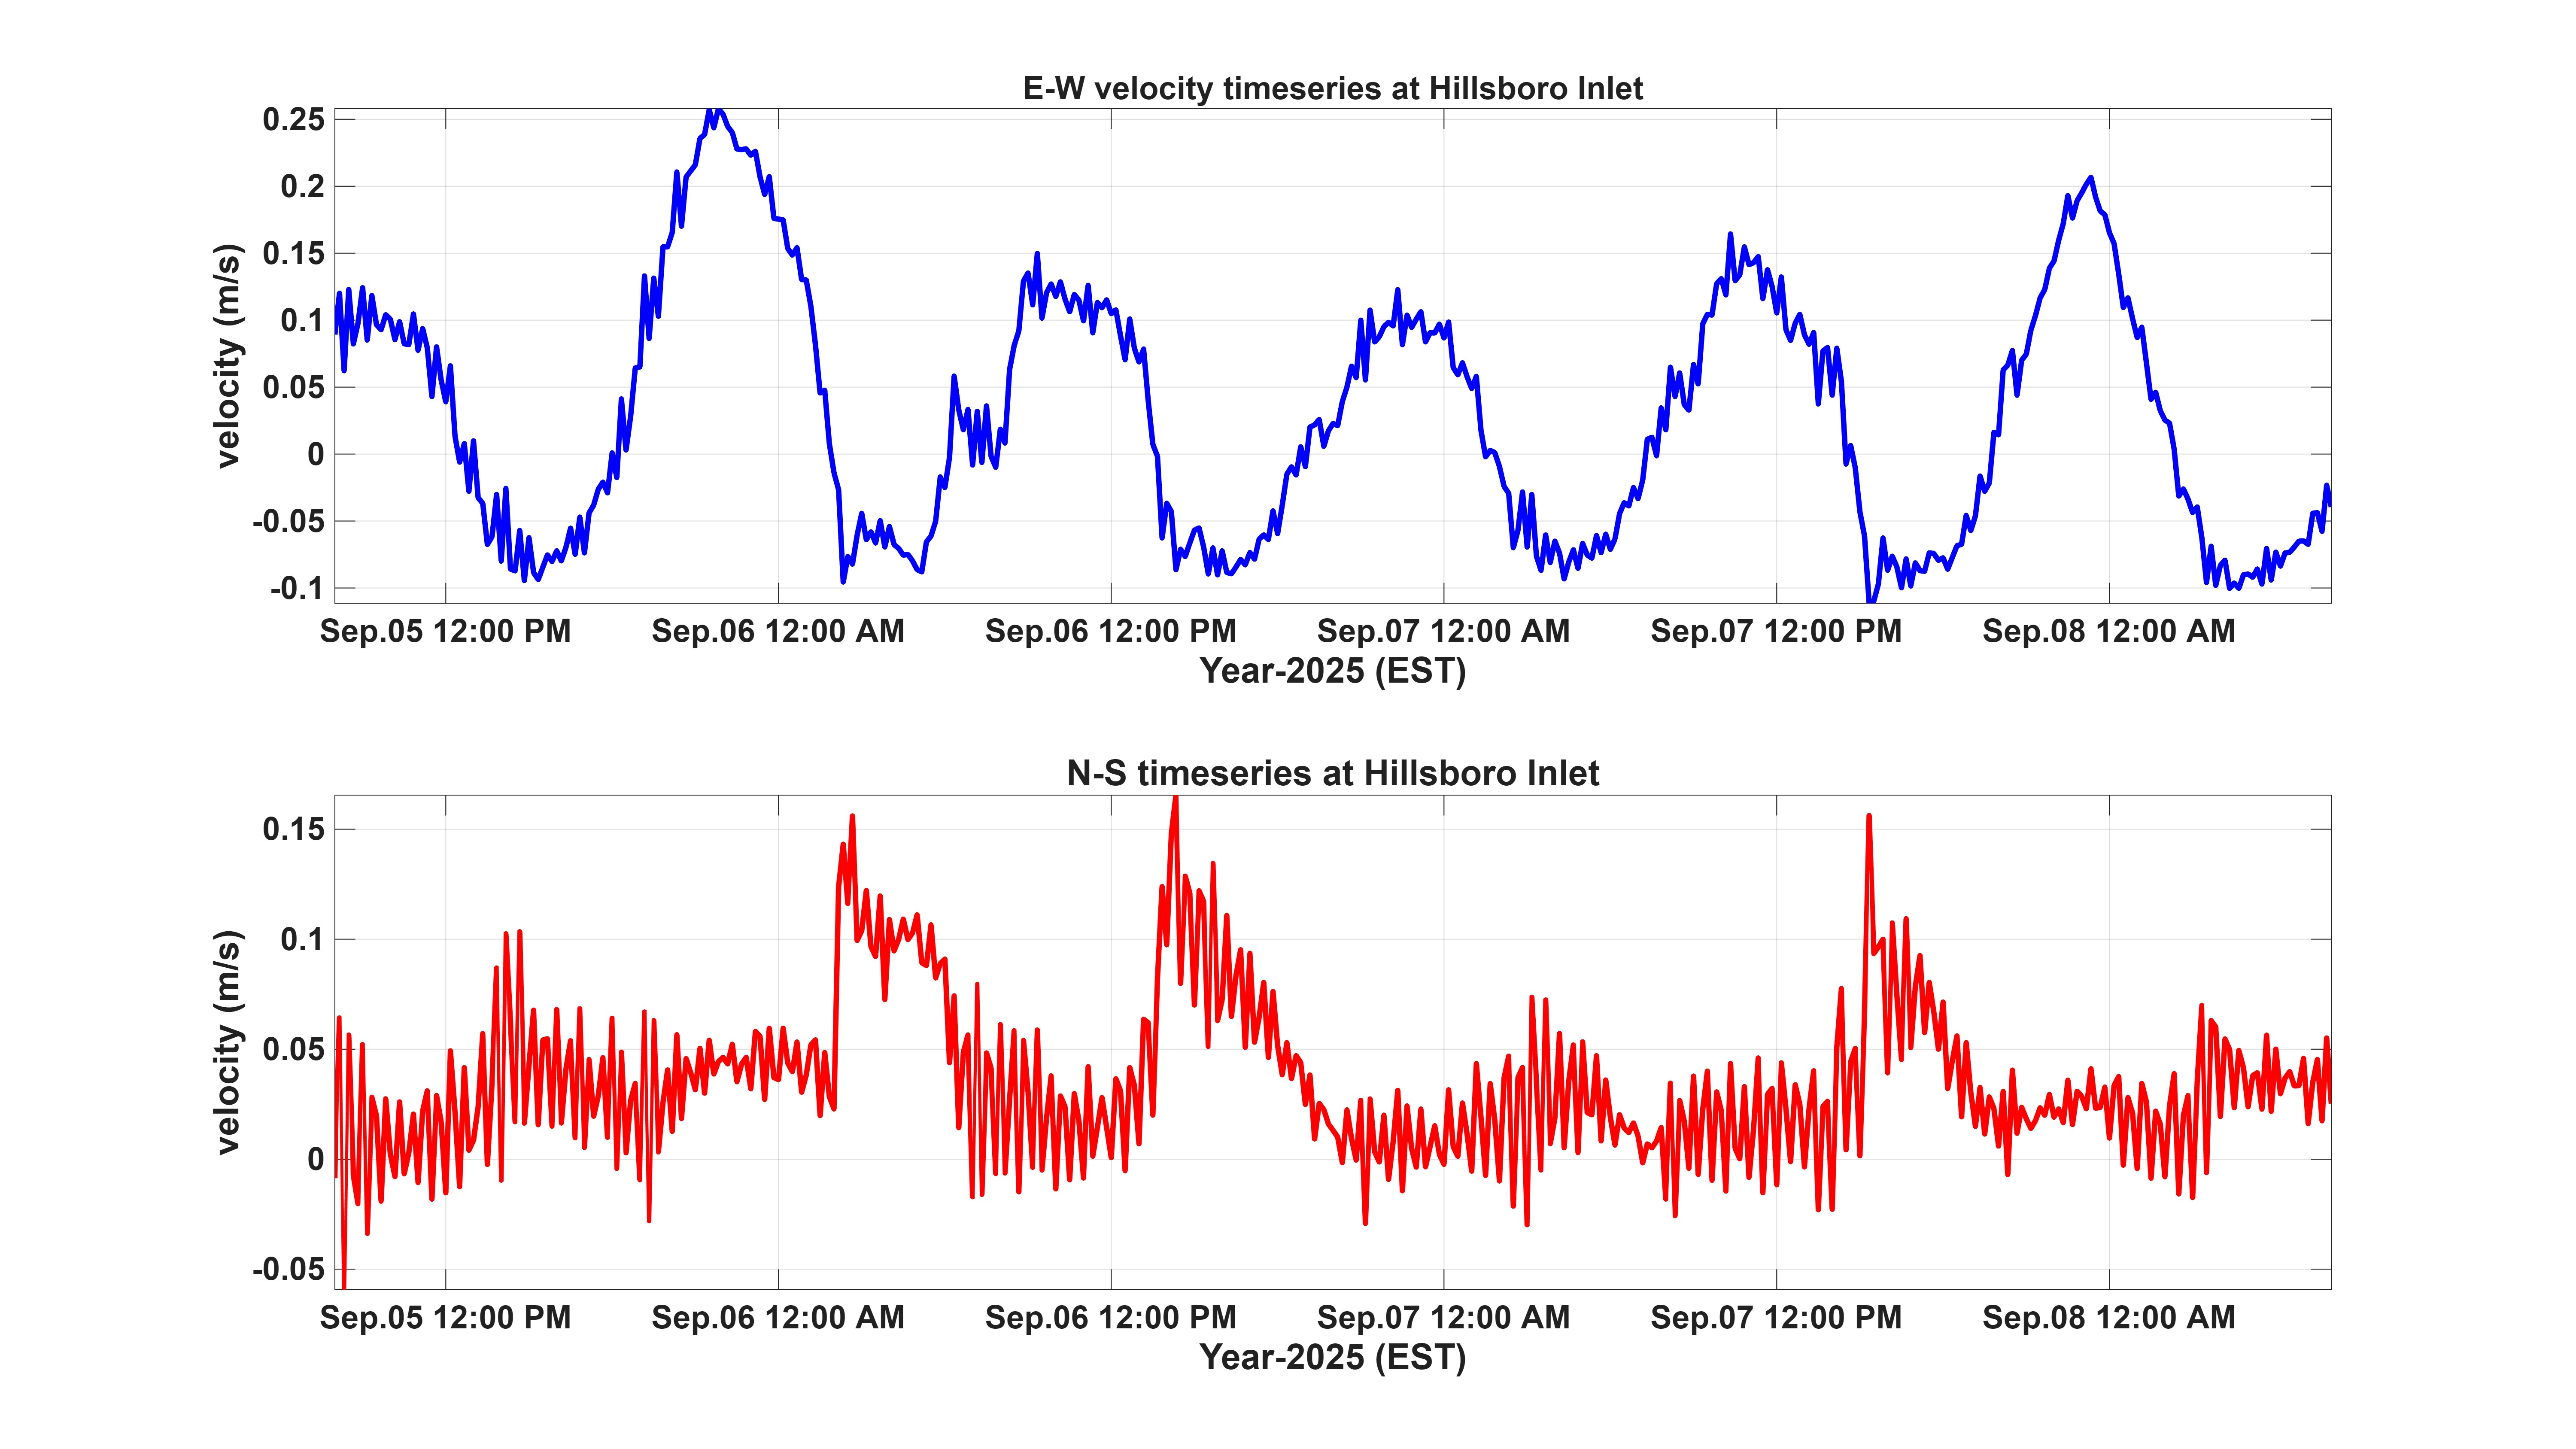 E-W velocity timeseries at Hillsboro Inlet
velocity (m/s)
0.25
0.2
0.15
0.1
0.05
0
-0.05
-0.1
Sep.05 12:00 PM Sep.06 12:00 AM Sep.06 12:00 PM Sep.07 12:00 AM Sep.07 12:00 PM Sep.08 12:00 AM
Year-2025 (EST)
N-S timeseries at Hillsboro Inlet
velocity (m/s)
0.15
0.1
0.05
0
-0.05
Sep.05 12:00 PM Sep.06 12:00 AM Sep.06 12:00 PM Sep.07 12:00 AM Sep.07 12:00 PM Sep.08 12:00 AM
Year-2025 (EST)